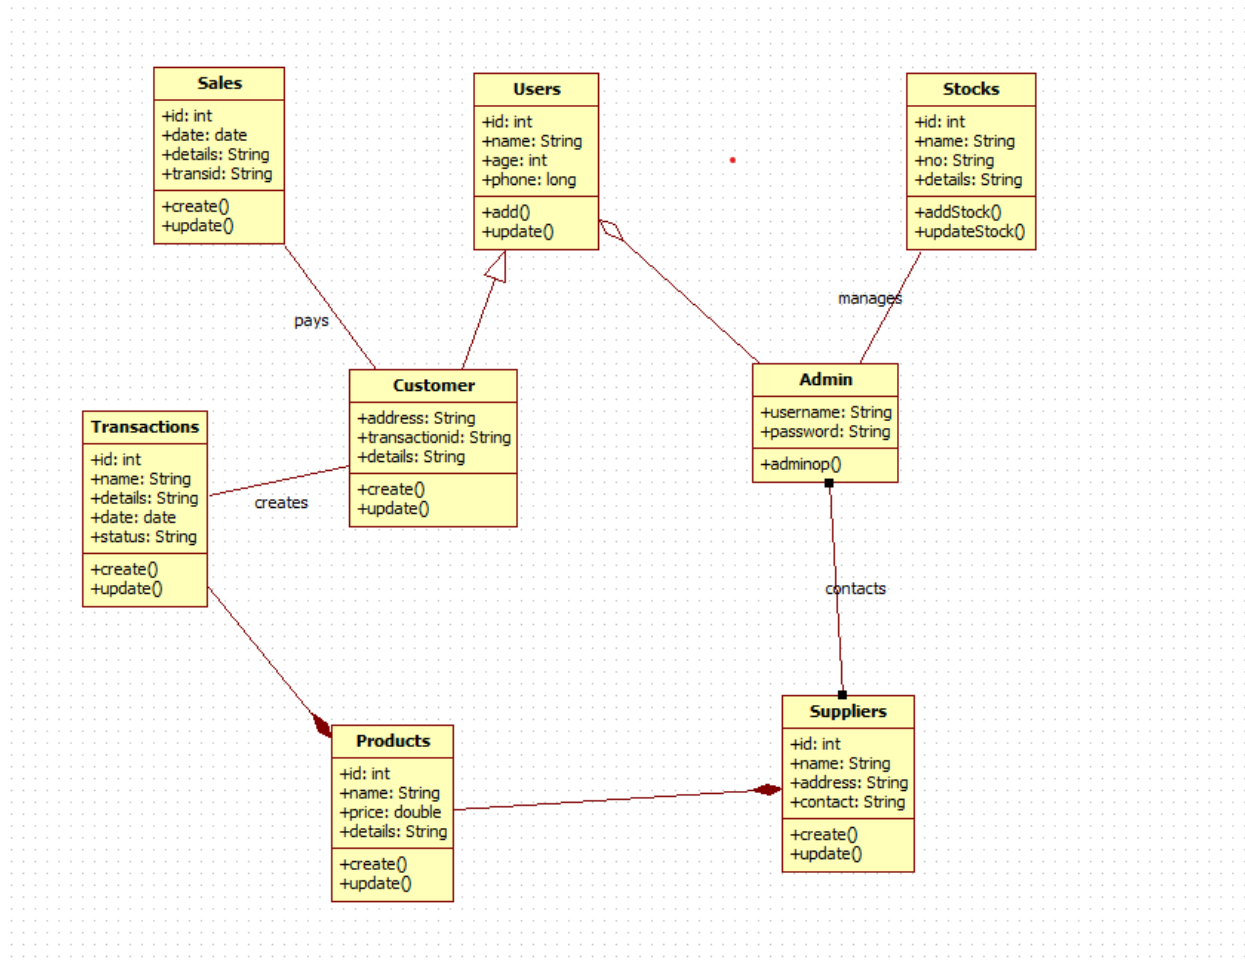 Sales
+id: int
+date: date
+details: String
+transid: String
+create()
+update()
Users
+id: int
+name: String
+age: int
+phone: long
+add()
+update()
Stocks
+id: int
+name: String
+no: String
+details: String
+addStock()
+updateStock()
pays
manages
Customer
+address: String
+transactionid: String
+details: String
+create()
+update()
Admin
+username: String
+password: String
+adminop()
Transactions
+id: int
+name: String
+details: String
+date: date
+status: String
+create()
+update()
creates
contacts
Products
+id: int
+name: String
+price: double
+details: String
+create()
+update()
Suppliers
+id: int
+name: String
+address: String
+contact: String
+create()
+update()